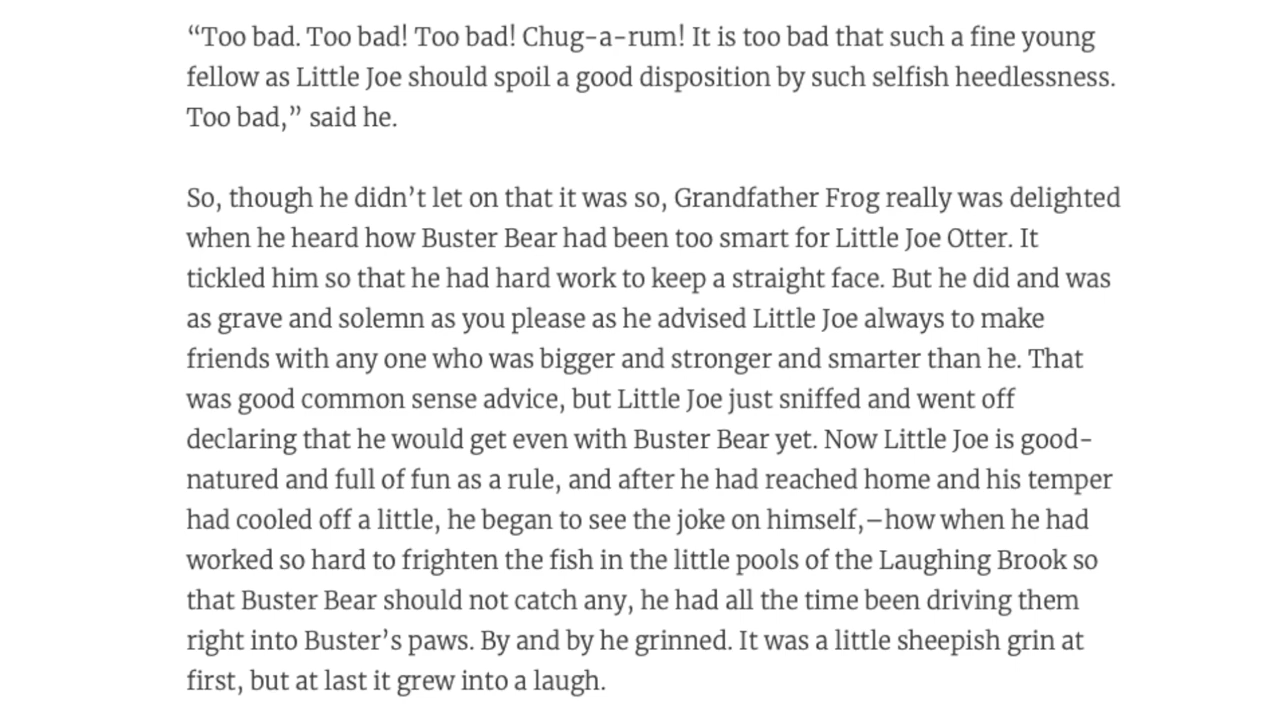 “Too bad. Too bad! Too bad! Chug-a-rum! It is too bad that such a fine young
fellow as Little Joe should spoil a good disposition by such selfish heedlessness.
Too bad,” said he.
So, though he didn’t let on that it was so, Grandfather Frog really was delighted
when he heard how Buster Bear had been too smart for Little Joe Otter. It
tickled him so that he had hard work to keep a straight face. But he did and was
as grave and solemn as you please as he advised Little Joe always to make
friends with any one who was bigger and stronger and smarter than he. That
was good common sense advice, but Little Joe just sniffed and went off
declaring that he would get even with Buster Bear yet. Now Little Joe is good-
natured and full of fun as a rule, and after he had reached home and his temper
had cooled off a little, he began to see the joke on himself,—how when he had
worked so hard to frighten the fish in the little pools of the Laughing Brook so
that Buster Bear should not catch any, he had all the time been driving them
right into Buster’s paws. By and by he grinned. It was a little sheepish grin at
first, but at last it grew into a laugh.